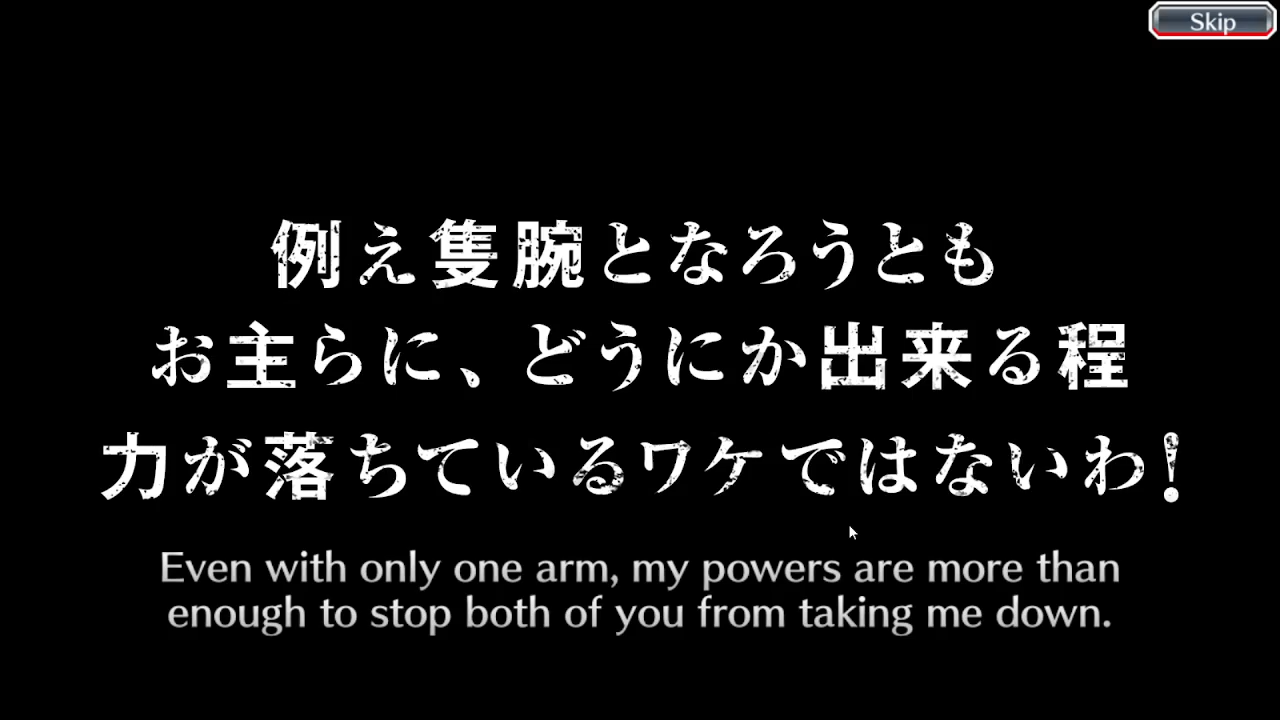 Skip
例え隻腕となろうとも
お主らに、どうにか出来る程
力が落ちているワケではないわ！
Even with only one arm, my powers are more than
enough to stop both of you from taking me down.